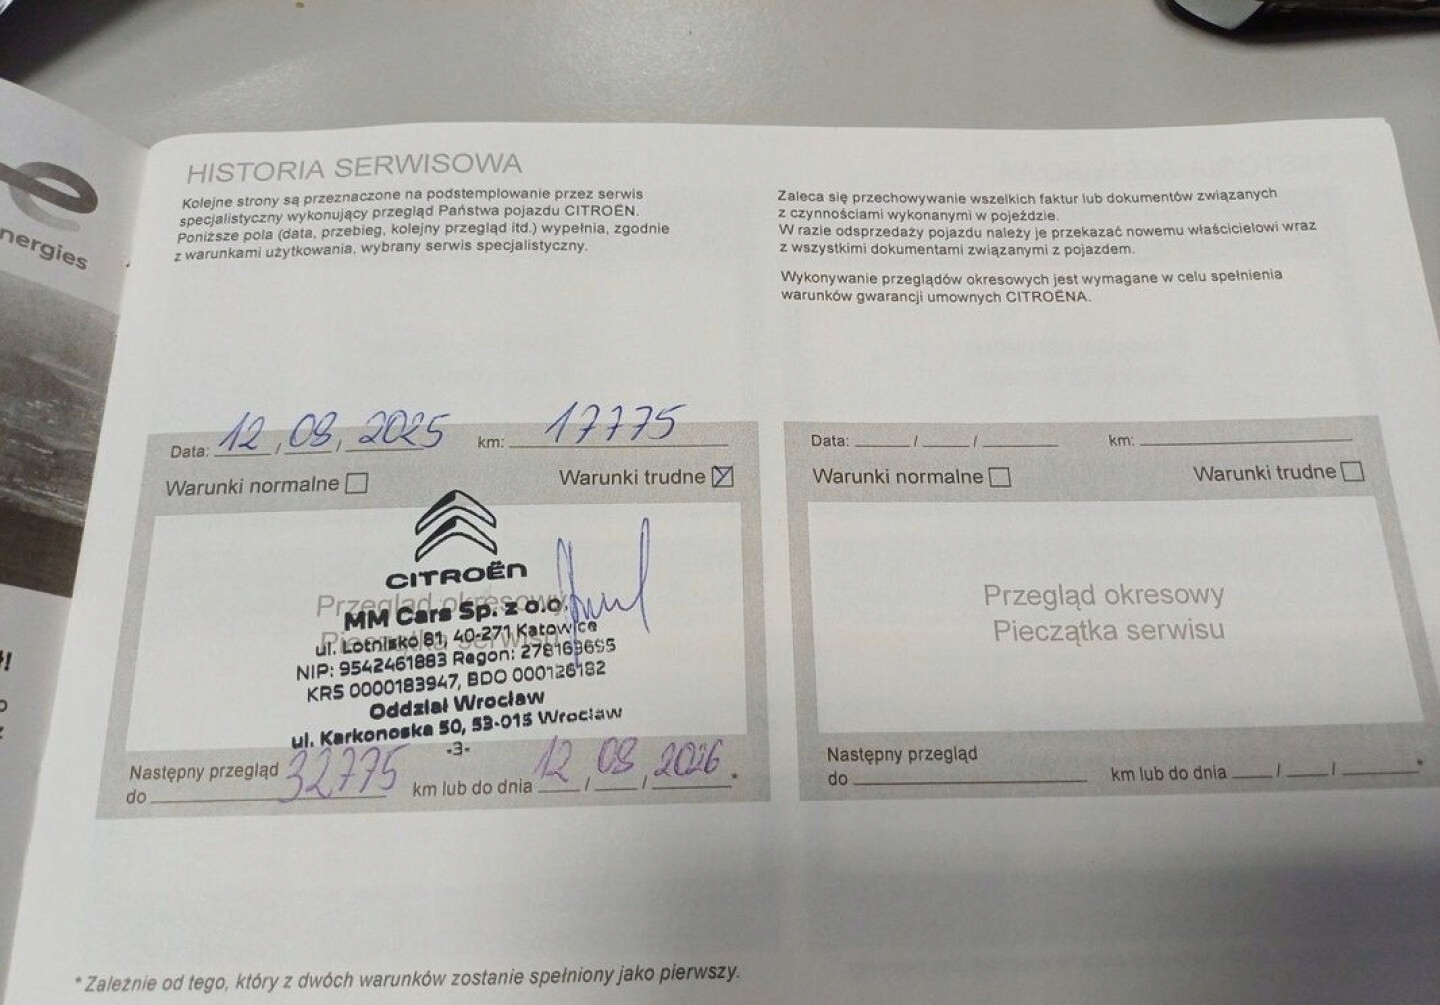 nergies
HISTORIA SERWISOWA
Kolejne strony są przeznaczone na podstemplowanie przez serwis
specjalistyczny wykonujący przegląd Państwa pojazdu CITROËN.
Poniższe pola (data, przebieg, kolejny przegląd itd.) wypełnia, zgodnie
z warunkami użytkowania, wybrany serwis specjalistyczny.
Zaleca się przechowywanie wszelkich faktur lub dokumentów związanych
z czynnościami wykonanymi w pojeździe.
W razie odsprzedaży pojazdu należy je przekazać nowemu właścicielowi wraz
z wszystkimi dokumentami związanymi z pojazdem.
Wykonywanie przeglądów okresowych jest wymagane w celu spełnienia
warunków gwarancji umownych CITROËNA.
Data: 12 / 08 / 2025 km: 17775
Warunki normalne Warunki trudne
CITROËN
Przegląd okresowy
Pieczątka serwisu
MM Cars Sp. z o.o.
ul. Lotnisko 81, 40-271 Katowice
NIP: 9542461883 Regon: 278169655
KRS 0000183947, BDO 000126182
Oddział Wrocław
ul. Karkonoska 50, 53-015 Wrocław
-3-
Następny przegląd
do 32775 km lub do dnia 12 / 08 / 2026 *
Data: / / km:
Warunki normalne Warunki trudne
Przegląd okresowy
Pieczątka serwisu
Następny przegląd
do km lub do dnia / / *
* Zależnie od tego, który z dwóch warunków zostanie spełniony jako pierwszy.